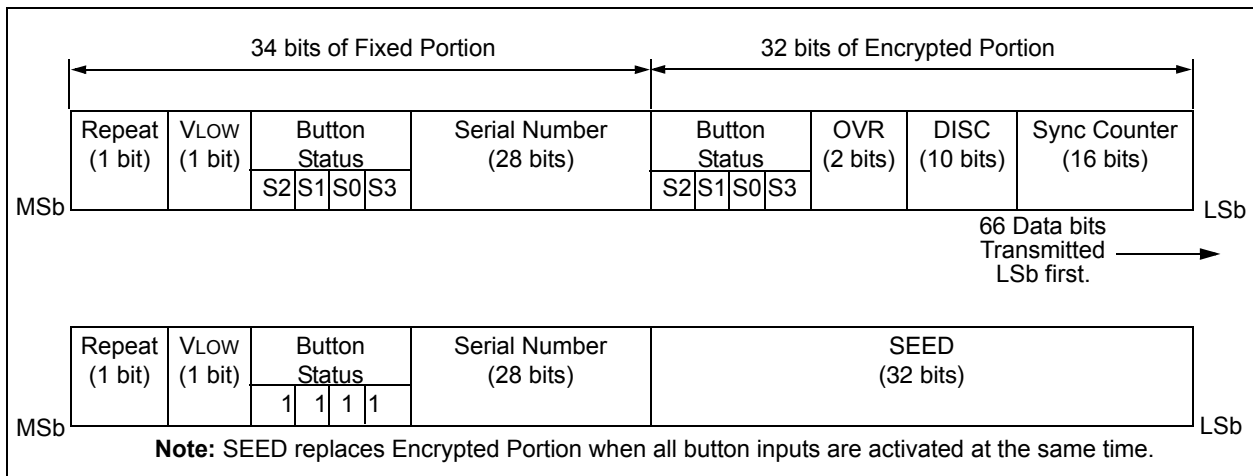 34 bits of Fixed Portion
32 bits of Encrypted Portion
Repeat
(1 bit)
VLOW
(1 bit)
Button
Status
S2 S1 S0 S3
Serial Number
(28 bits)
Button
Status
S2 S1 S0 S3
OVR
(2 bits)
DISC
(10 bits)
Sync Counter
(16 bits)
MSb
LSb
66 Data bits
Transmitted
LSb first.
Repeat
(1 bit)
VLOW
(1 bit)
Button
Status
1 1 1 1
Serial Number
(28 bits)
SEED
(32 bits)
MSb
LSb
Note: SEED replaces Encrypted Portion when all button inputs are activated at the same time.